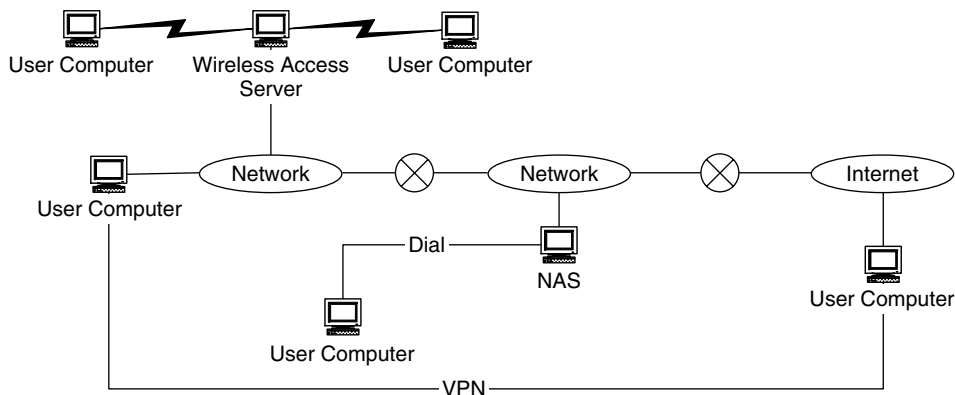 User Computer
Wireless Access
Server
User Computer
Network
Network
Internet
User Computer
Dial
NAS
User Computer
User Computer
VPN